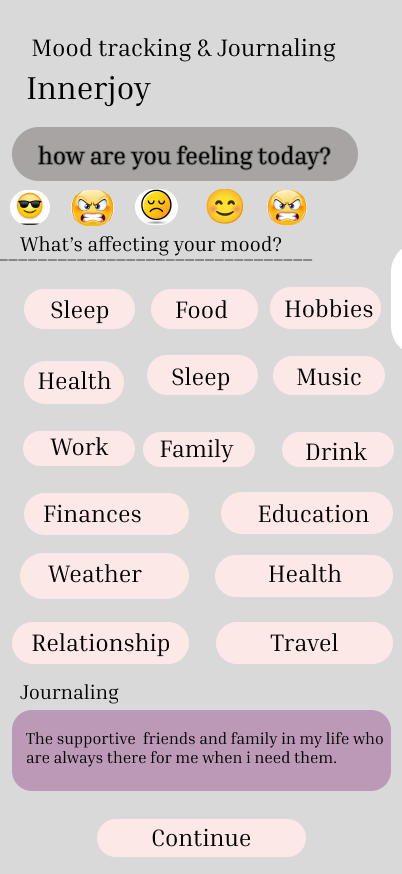 Mood tracking & Journaling
Innerjoy
how are you feeling today?
What’s affecting your mood?
Sleep Food Hobbies
Health Sleep Music
Work Family Drink
Finances Education
Weather Health
Relationship Travel
Journaling
The supportive friends and family in my life who
are always there for me when i need them.
Continue